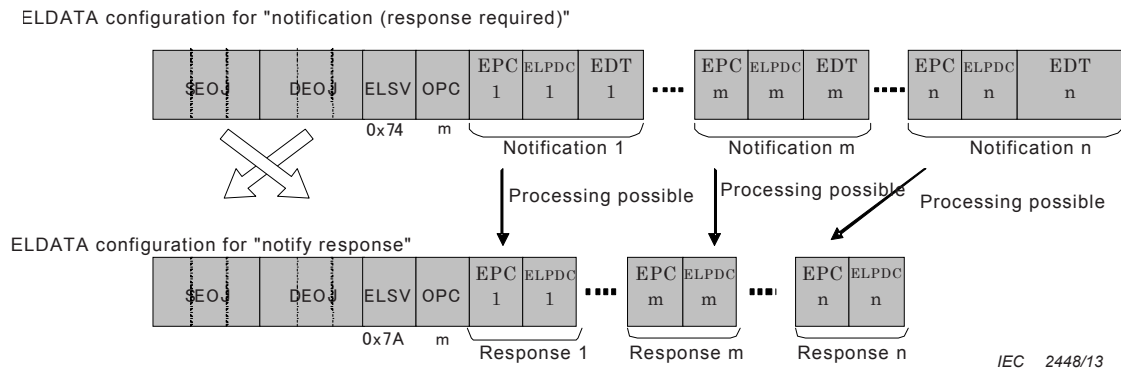 ELDATA configuration for "notification (response required)"
SEOJ DEOJ ELSV OPC EPC 1 ELPDC 1 EDT 1 EPC m ELPDC m EDT m EPC n ELPDC n EDT n
0x74 m
Notification 1 Notification m Notification n
Processing possible Processing possible Processing possible
ELDATA configuration for "notify response"
SEOJ DEOJ ELSV OPC EPC 1 ELPDC 1 EPC m ELPDC m EPC n ELPDC n
0x7A m
Response 1 Response m Response n
IEC 2448/13